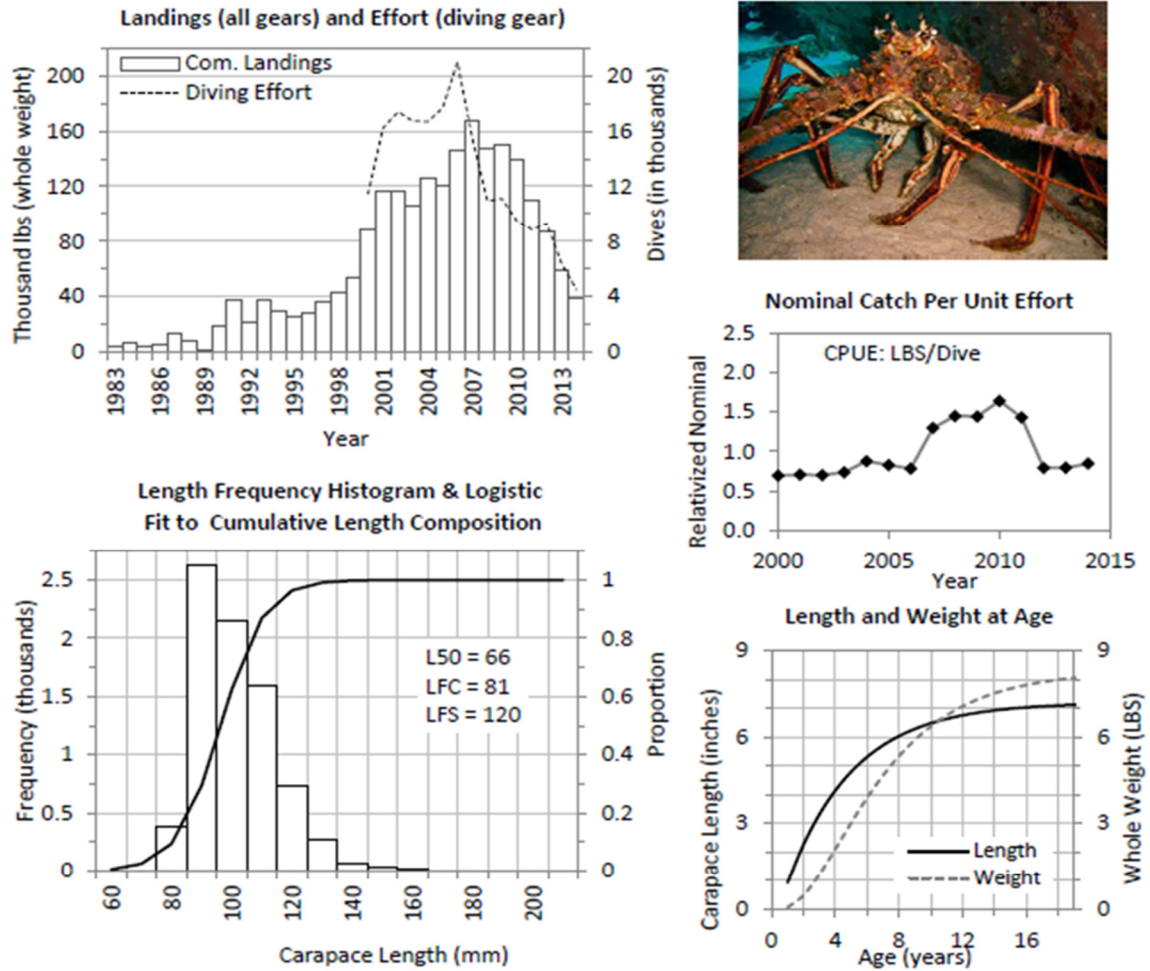 Landings (all gears) and Effort (diving gear)
Com. Landings
Diving Effort
Thousand lbs (whole weight)
200
160
120
80
40
0
20
16
12
8
4
0
Dives (in thousands)
1983
1986
1989
1992
1995
1998
2001
2004
2007
2010
2013
Year
Nominal Catch Per Unit Effort
CPUE: LBS/Dive
Relativized Nominal
2.5
2.0
1.5
1.0
0.5
0.0
2000
2005
2010
2015
Year
Length Frequency Histogram & Logistic
Fit to Cumulative Length Composition
Frequency (thousands)
2.5
2
1.5
1
0.5
0
L50 = 66
LFC = 81
LFS = 120
1
0.8
0.6
0.4
0.2
0
Proportion
60
80
100
120
140
160
180
200
Carapace Length (mm)
Length and Weight at Age
Carapace Length (inches)
9
6
3
0
Length
Weight
9
6
3
0
Whole Weight (LBS)
0
4
8
12
16
Age (years)